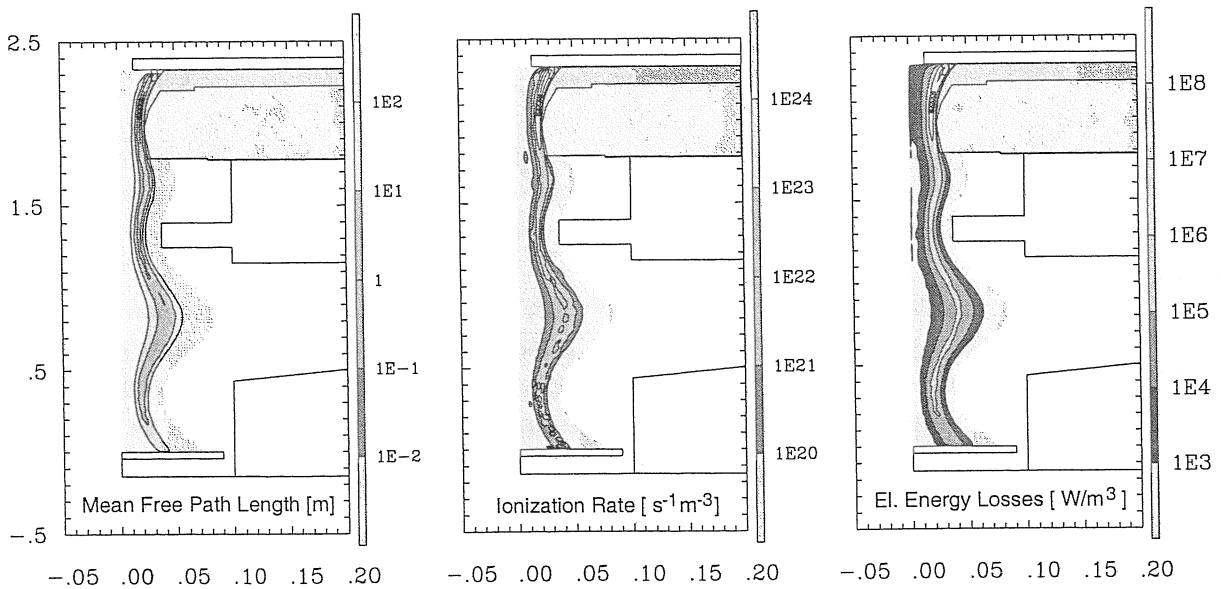 2.5
1.5
.5
-.5
1E2
1E1
1
1E-1
1E-2
Mean Free Path Length [m]
-.05 .00 .05 .10 .15 .20
1E24
1E23
1E22
1E21
1E20
Ionization Rate [ s-1m-3]
-.05 .00 .05 .10 .15 .20
1E8
1E7
1E6
1E5
1E4
1E3
El. Energy Losses [ W/m3 ]
-.05 .00 .05 .10 .15 .20